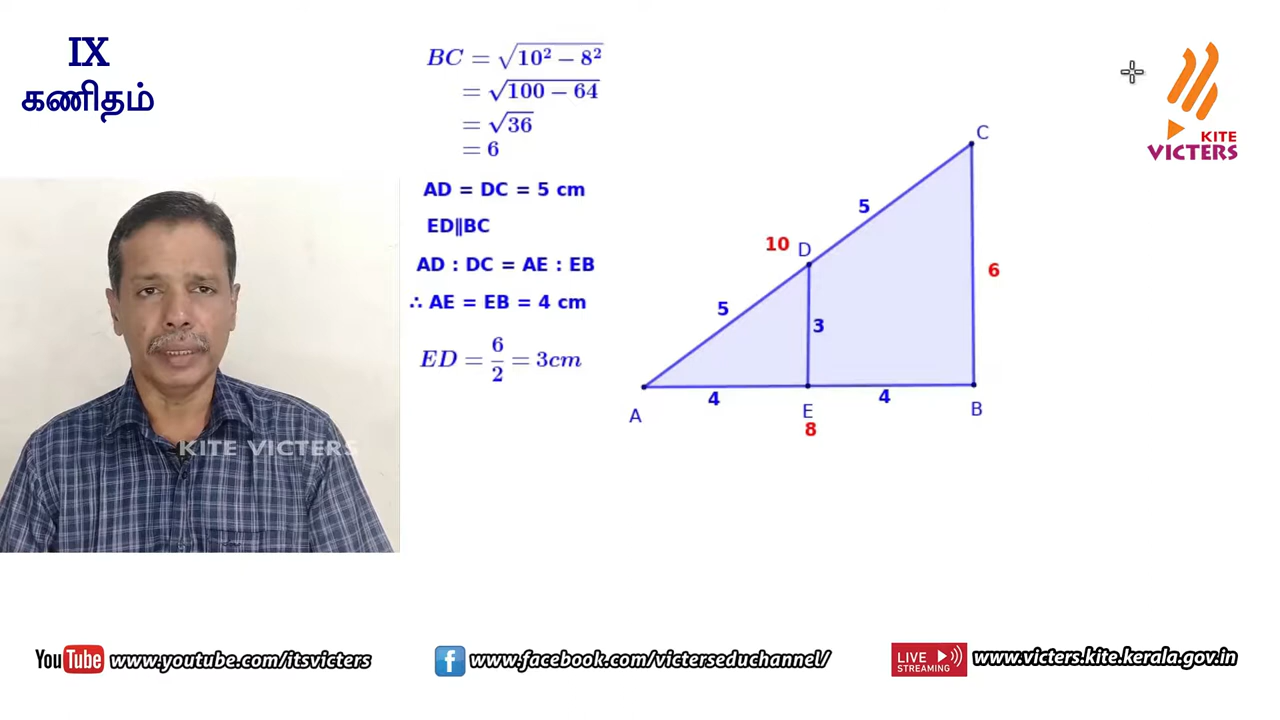 IX
கணிதம்
BC = √(10² − 8²)
= √(100 − 64)
= √36
= 6
AD = DC = 5 cm
ED∥BC
AD : DC = AE : EB
∴ AE = EB = 4 cm
ED = 6/2 = 3cm
C
5
10 D
6
5
3
4
4
A
E
B
8
KITE
VICTERS
KITE VICTERS
YouTube www.youtube.com/itsvicters
f www.facebook.com/victerseduchannel/
LIVE STREAMING www.victers.kite.kerala.gov.in